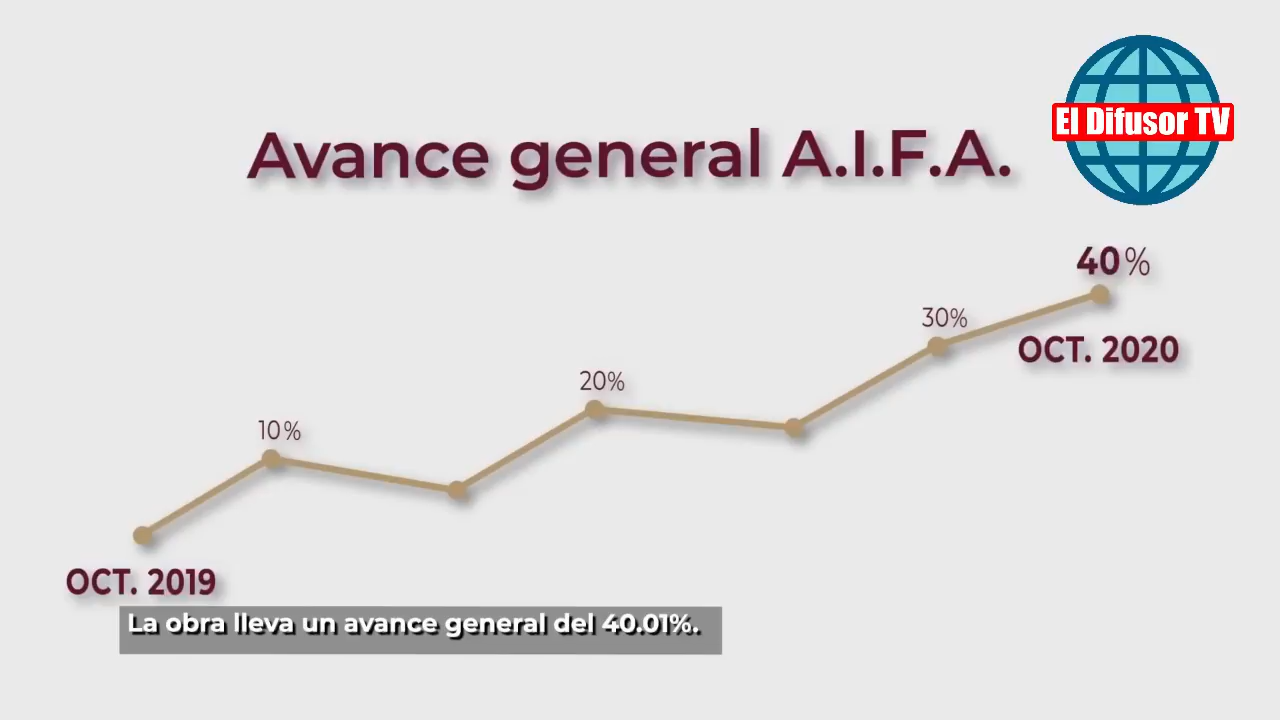 El Difusor TV
Avance general A.I.F.A.
40%
30%
OCT. 2020
20%
10%
OCT. 2019
La obra lleva un avance general del 40.01%.